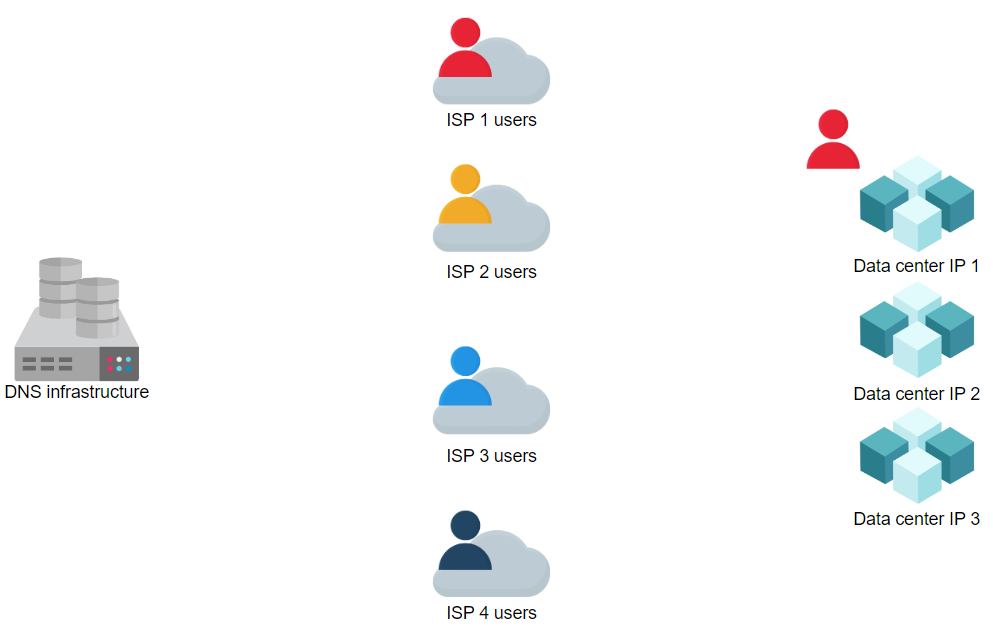 ISP 1 users
ISP 2 users
Data center IP 1
DNS infrastructure
Data center IP 2
ISP 3 users
Data center IP 3
ISP 4 users